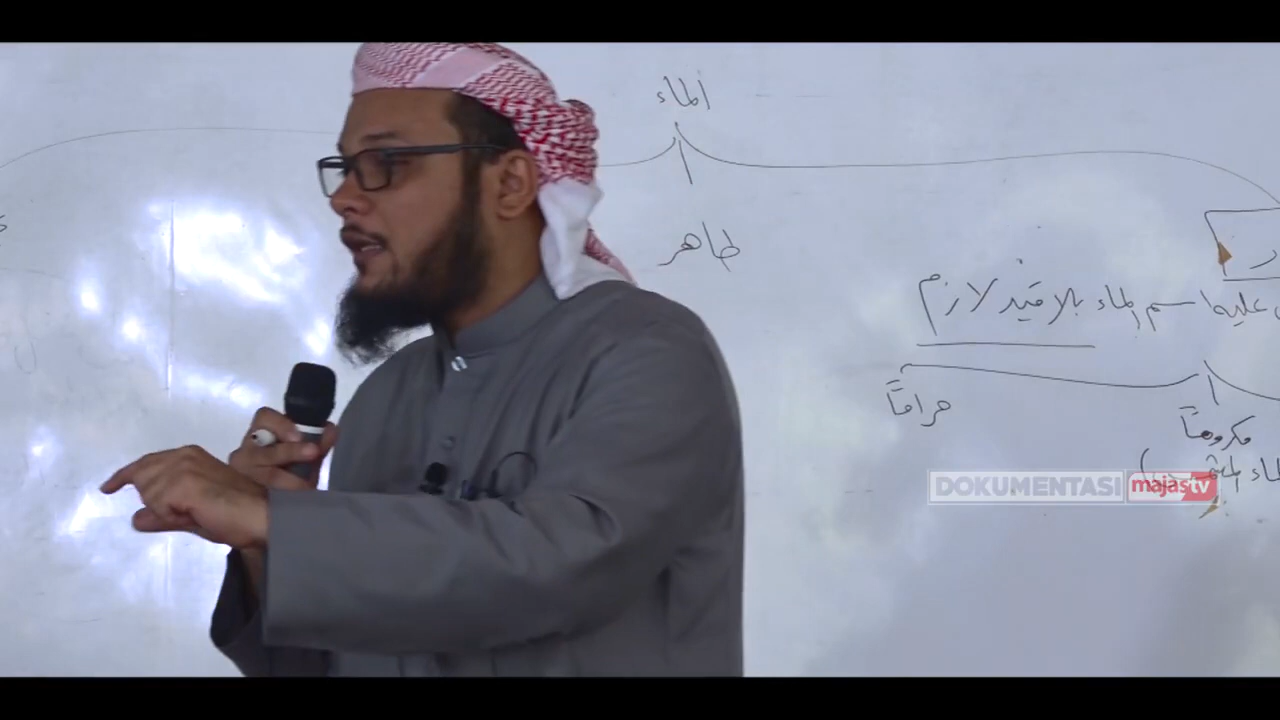 الماء
طاهر
عليها اسم الماء بلا قيد لازم
حراماً
مكروهاً
DOKUMENTASI majastv